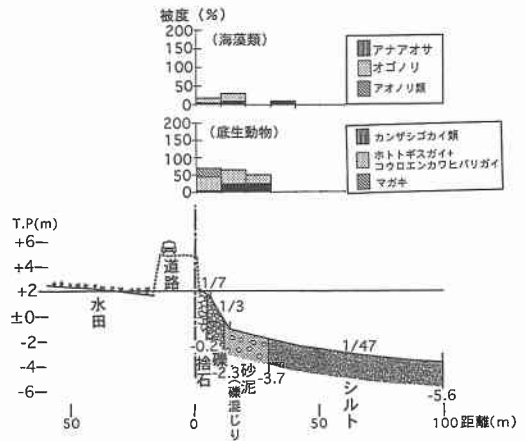 被度 (%)
200
150
100
50
0
(海藻類)
アナアオサ
オゴノリ
アオノリ類
200
150
100
50
0
(底生動物)
カンザシゴカイ類
ホトトギスガイ+
コウロエンカワヒバリガイ
マガキ
T.P(m)
+6
+4
+2
±0
-2
-4
-6
道路
水田
1/7
1/3
1/47
-0.2
-2.3
-3.7
-5.6
捨石
礫
(礫混じり
砂泥
シルト
50
0
50
100 距離(m)